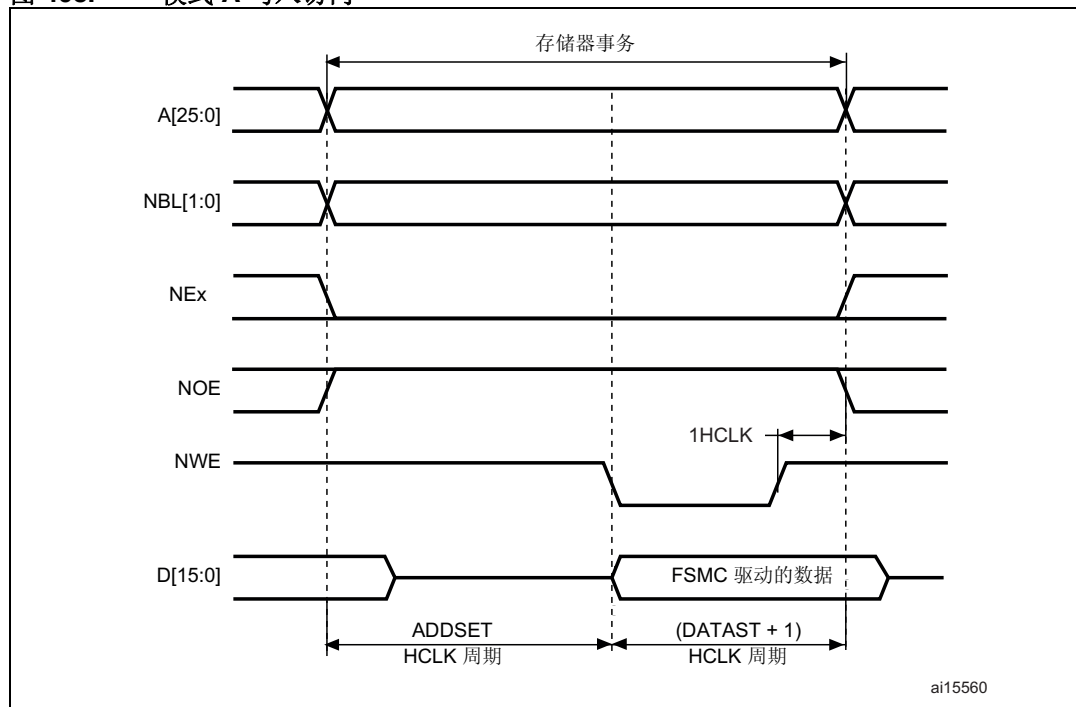 存储器事务
A[25:0]
NBL[1:0]
NEx
NOE
1HCLK
NWE
D[15:0]
FSMC 驱动的数据
ADDSET
HCLK 周期
(DATAST + 1)
HCLK 周期
ai15560